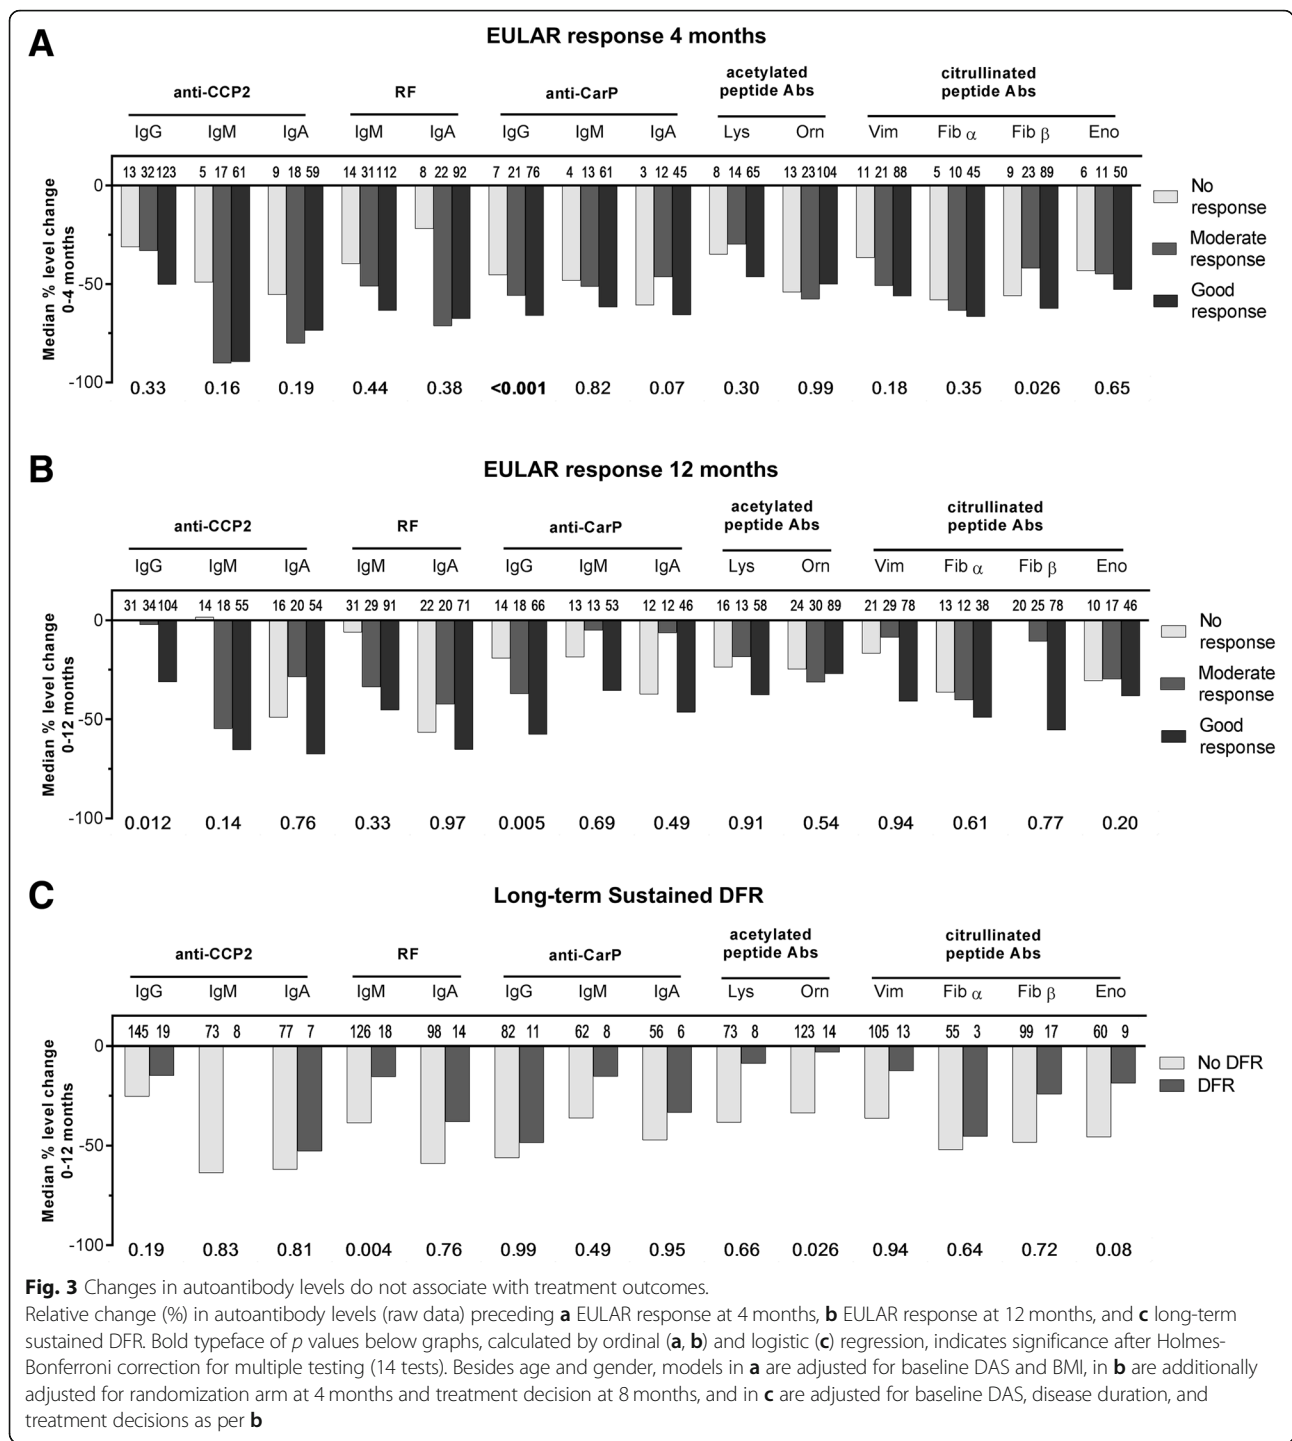 A
EULAR response 4 months
anti-CCP2 RF anti-CarP acetylated peptide Abs citrullinated peptide Abs
IgG IgM IgA IgM IgA IgG IgM IgA Lys Orn Vim Fib α Fib β Eno
13 32 123 5 17 61 9 18 59 14 31 112 8 22 92 7 21 76 4 13 61 3 12 45 8 14 65 13 23 104 11 21 88 5 10 45 9 23 89 6 11 50
0
-50
-100
Median % level change
0-4 months
No response
Moderate response
Good response
0.33 0.16 0.19 0.44 0.38 <0.001 0.82 0.07 0.30 0.99 0.18 0.35 0.026 0.65
B
EULAR response 12 months
anti-CCP2 RF anti-CarP acetylated peptide Abs citrullinated peptide Abs
IgG IgM IgA IgM IgA IgG IgM IgA Lys Orn Vim Fib α Fib β Eno
31 34 104 14 18 55 16 20 54 31 29 91 22 20 71 14 18 66 13 13 53 12 12 46 16 13 58 24 30 89 21 29 78 13 12 38 20 25 78 10 17 46
0
-50
-100
Median % level change
0-12 months
No response
Moderate response
Good response
0.012 0.14 0.76 0.33 0.97 0.005 0.69 0.49 0.91 0.54 0.94 0.61 0.77 0.20
C
Long-term Sustained DFR
anti-CCP2 RF anti-CarP acetylated peptide Abs citrullinated peptide Abs
IgG IgM IgA IgM IgA IgG IgM IgA Lys Orn Vim Fib α Fib β Eno
145 19 73 8 77 7 126 18 98 14 82 11 62 8 56 6 73 8 123 14 105 13 55 3 99 17 60 9
0
-50
-100
Median % level change
0-12 months
No DFR
DFR
0.19 0.83 0.81 0.004 0.76 0.99 0.49 0.95 0.66 0.026 0.94 0.64 0.72 0.08
Fig. 3 Changes in autoantibody levels do not associate with treatment outcomes.
Relative change (%) in autoantibody levels (raw data) preceding a EULAR response at 4 months, b EULAR response at 12 months, and c long-term
sustained DFR. Bold typeface of p values below graphs, calculated by ordinal (a, b) and logistic (c) regression, indicates significance after Holmes-
Bonferroni correction for multiple testing (14 tests). Besides age and gender, models in a are adjusted for baseline DAS and BMI, in b are additionally
adjusted for randomization arm at 4 months and treatment decision at 8 months, and in c are adjusted for baseline DAS, disease duration, and
treatment decisions as per b